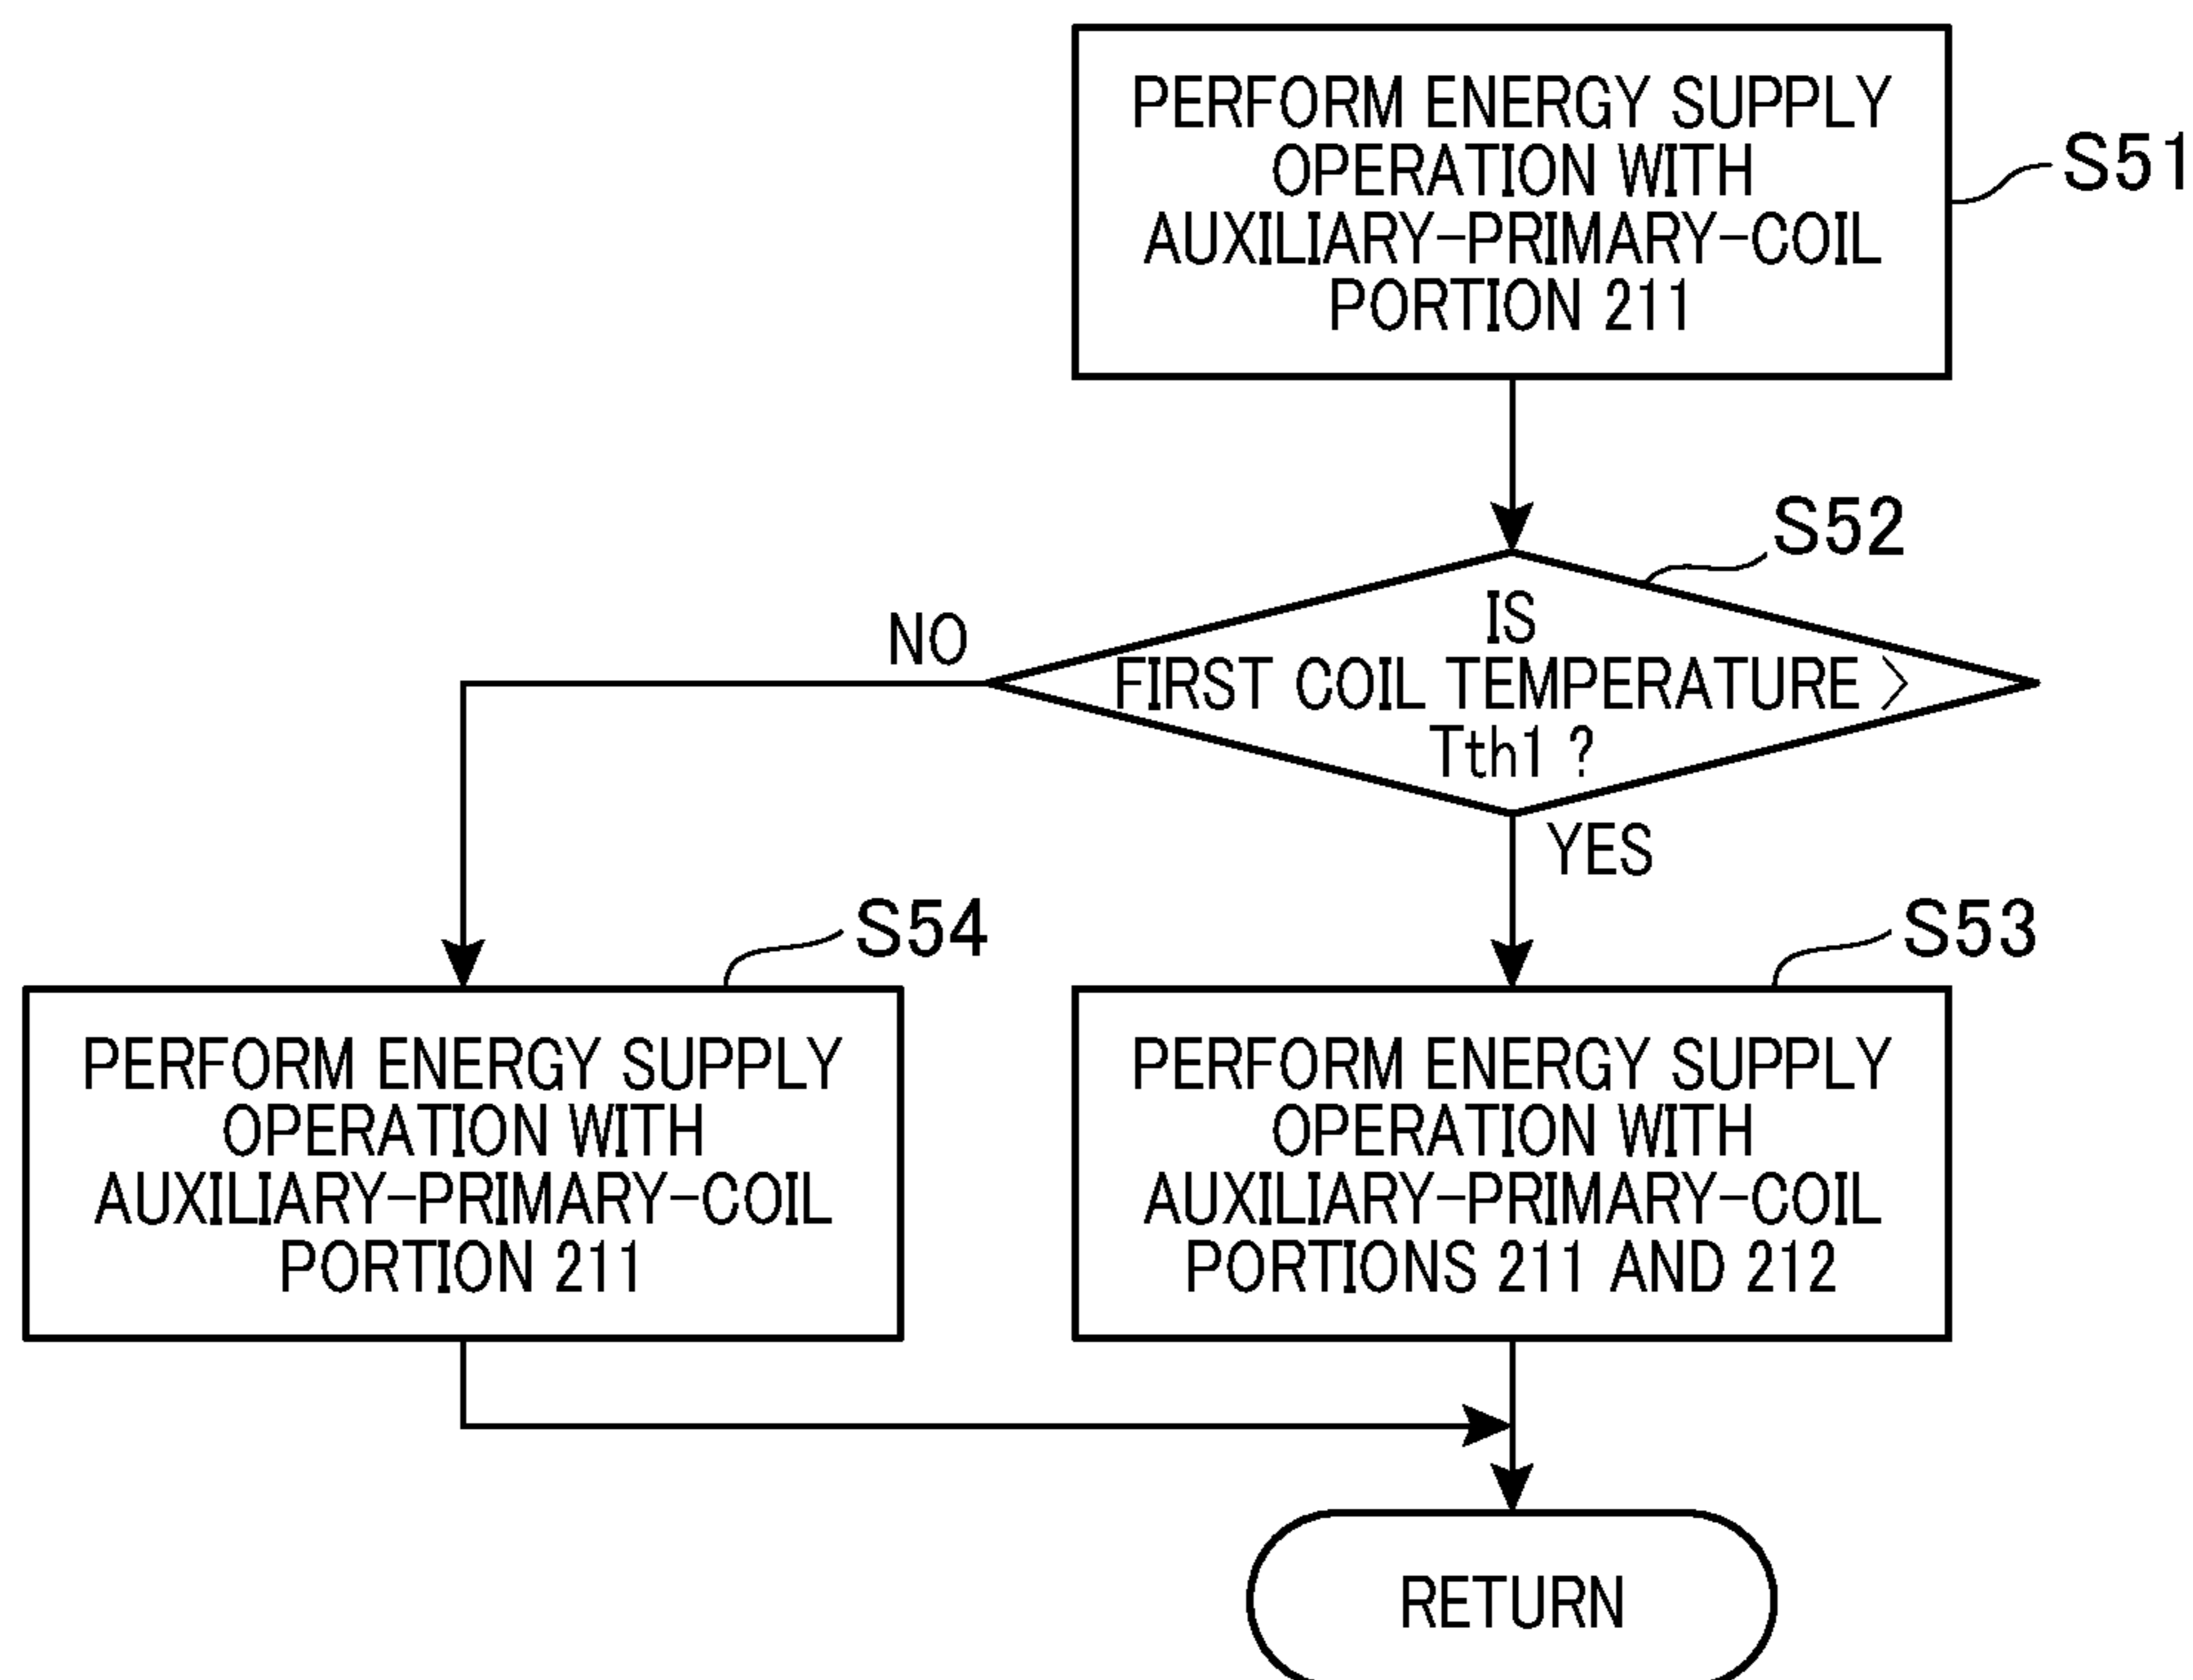 PERFORM ENERGY SUPPLY
OPERATION WITH
AUXILIARY-PRIMARY-COIL
PORTION 211
S51
S52
IS
FIRST COIL TEMPERATURE >
Tth1 ?
NO
YES
S54
PERFORM ENERGY SUPPLY
OPERATION WITH
AUXILIARY-PRIMARY-COIL
PORTION 211
S53
PERFORM ENERGY SUPPLY
OPERATION WITH
AUXILIARY-PRIMARY-COIL
PORTIONS 211 AND 212
RETURN